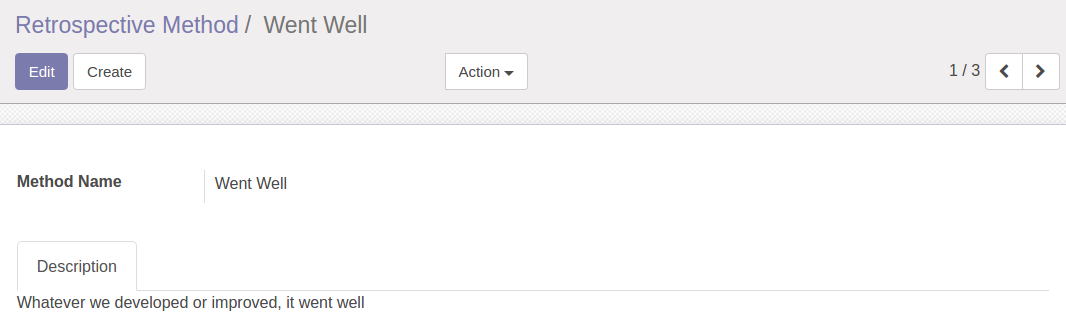 Retrospective Method / Went Well
Edit Create Action 1 / 3
Method Name Went Well
Description
Whatever we developed or improved, it went well